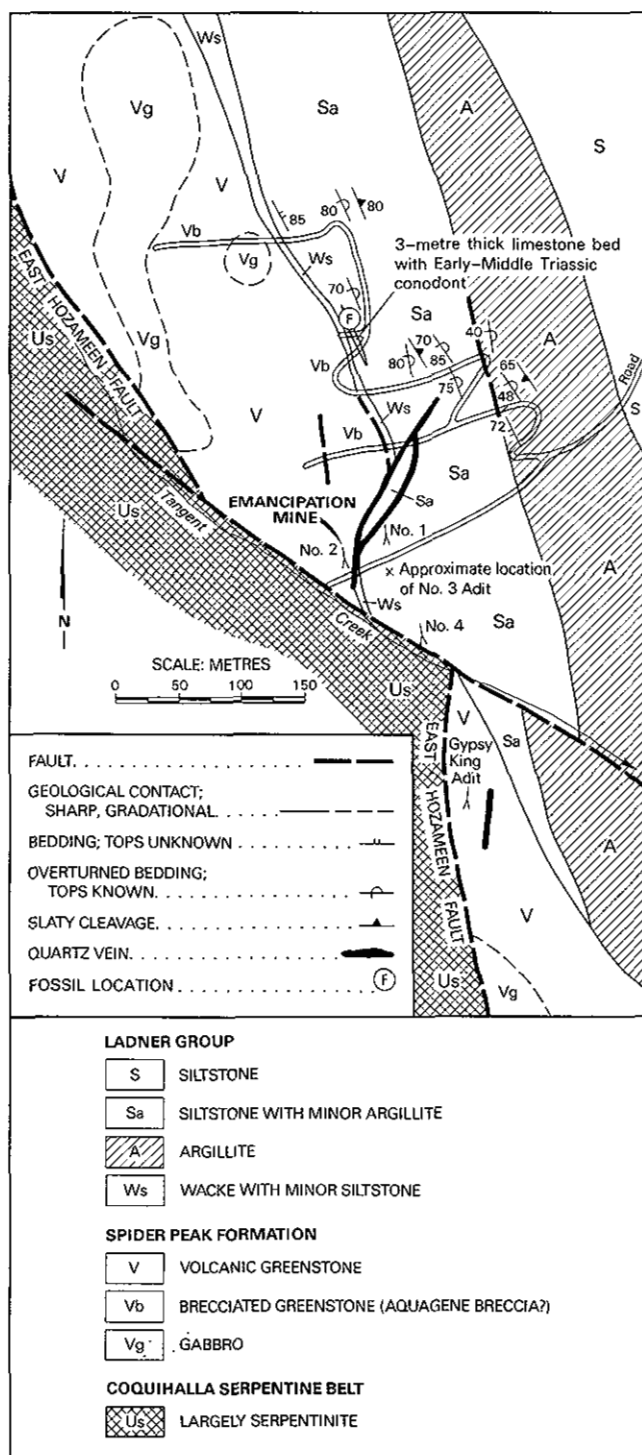 Ws
A
Vg
Sa
S
V
V
85
80
80
Vb
Vg
Ws
3-metre thick limestone bed
with Early-Middle Triassic
conodont
70
F
Sa
EAST HOZAMEEN FAULT
Us
Vg
V
Vb
70
80
85
75
40
65
48
72
A
Road
S
Ws
Vb
Sa
Sa
Us
Tangent
Creek
EMANCIPATION
MINE
No. 1
No. 2
× Approximate location
of No. 3 Adit
A
Ws
No. 4
Sa
N
SCALE: METRES
0 50 100 150
Us
V
Sa
Gypsy
King
Adit
EAST HOZAMEEN FAULT
A
V
Us
Vg
FAULT
GEOLOGICAL CONTACT;
SHARP, GRADATIONAL
BEDDING; TOPS UNKNOWN
OVERTURNED BEDDING;
TOPS KNOWN
SLATY CLEAVAGE
QUARTZ VEIN
FOSSIL LOCATION F
LADNER GROUP
S SILTSTONE
Sa SILTSTONE WITH MINOR ARGILLITE
A ARGILLITE
Ws WACKE WITH MINOR SILTSTONE
SPIDER PEAK FORMATION
V VOLCANIC GREENSTONE
Vb BRECCIATED GREENSTONE (AQUAGENE BRECCIA?)
Vg GABBRO
COQUIHALLA SERPENTINE BELT
Us LARGELY SERPENTINITE